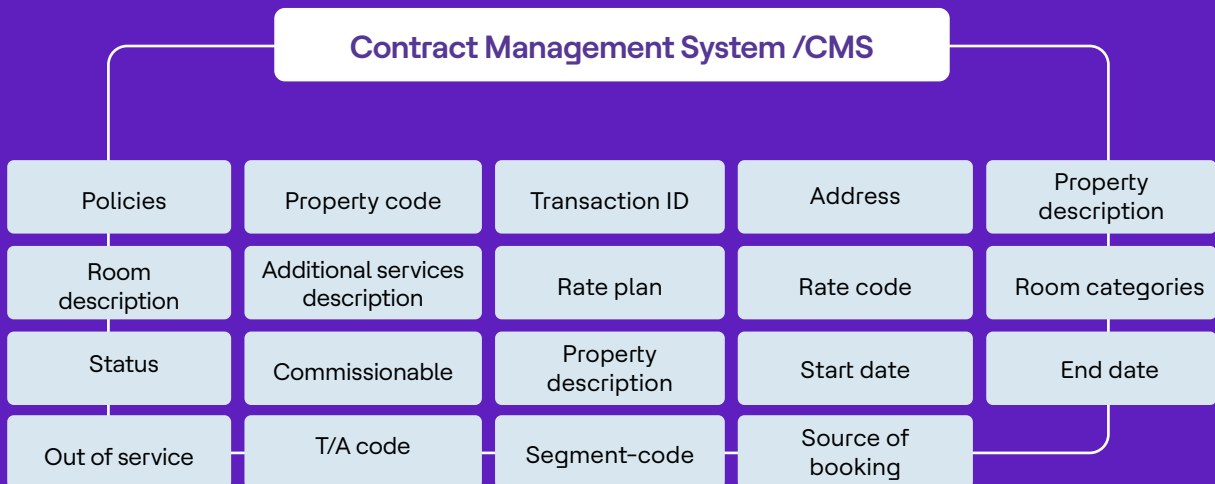 Contract Management System /CMS
Policies
Property code
Transaction ID
Address
Property
description
Room
description
Additional services
description
Rate plan
Rate code
Room categories
Status
Commissionable
Property
description
Start date
End date
Out of service
T/A code
Segment-code
Source of
booking